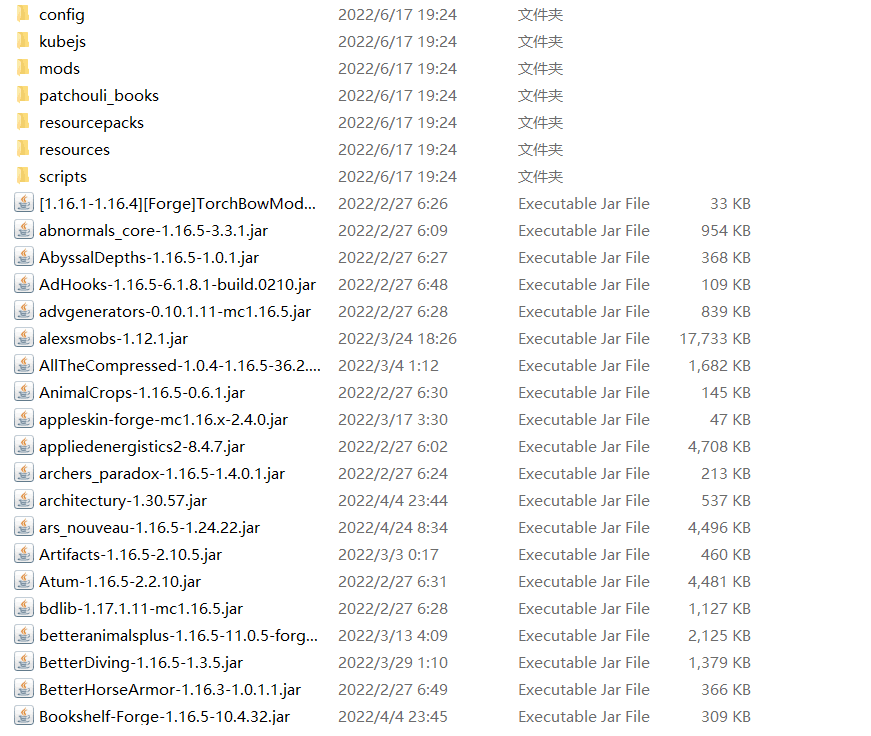 config 2022/6/17 19:24 文件夹
kubejs 2022/6/17 19:24 文件夹
mods 2022/6/17 19:24 文件夹
patchouli_books 2022/6/17 19:24 文件夹
resourcepacks 2022/6/17 19:24 文件夹
resources 2022/6/17 19:24 文件夹
scripts 2022/6/17 19:24 文件夹
[1.16.1-1.16.4][Forge]TorchBowMod... 2022/2/27 6:26 Executable Jar File 33 KB
abnormals_core-1.16.5-3.3.1.jar 2022/2/27 6:09 Executable Jar File 954 KB
AbyssalDepths-1.16.5-1.0.1.jar 2022/2/27 6:27 Executable Jar File 368 KB
AdHooks-1.16.5-6.1.8.1-build.0210.jar 2022/2/27 6:48 Executable Jar File 109 KB
advgenerators-0.10.1.11-mc1.16.5.jar 2022/2/27 6:28 Executable Jar File 839 KB
alexsmobs-1.12.1.jar 2022/3/24 18:26 Executable Jar File 17,733 KB
AllTheCompressed-1.0.4-1.16.5-36.2.... 2022/3/4 1:12 Executable Jar File 1,682 KB
AnimalCrops-1.16.5-0.6.1.jar 2022/2/27 6:30 Executable Jar File 145 KB
appleskin-forge-mc1.16.x-2.4.0.jar 2022/3/17 3:30 Executable Jar File 47 KB
appliedenergistics2-8.4.7.jar 2022/2/27 6:02 Executable Jar File 4,708 KB
archers_paradox-1.16.5-1.4.0.1.jar 2022/2/27 6:24 Executable Jar File 213 KB
architectury-1.30.57.jar 2022/4/4 23:44 Executable Jar File 537 KB
ars_nouveau-1.16.5-1.24.22.jar 2022/4/24 8:34 Executable Jar File 4,496 KB
Artifacts-1.16.5-2.10.5.jar 2022/3/3 0:17 Executable Jar File 460 KB
Atum-1.16.5-2.2.10.jar 2022/2/27 6:31 Executable Jar File 4,481 KB
bdlib-1.17.1.11-mc1.16.5.jar 2022/2/27 6:28 Executable Jar File 1,127 KB
betteranimalsplus-1.16.5-11.0.5-forg... 2022/3/13 4:09 Executable Jar File 2,125 KB
BetterDiving-1.16.5-1.3.5.jar 2022/3/29 1:10 Executable Jar File 1,379 KB
BetterHorseArmor-1.16.3-1.0.1.1.jar 2022/2/27 6:49 Executable Jar File 366 KB
Bookshelf-Forge-1.16.5-10.4.32.jar 2022/4/4 23:45 Executable Jar File 309 KB